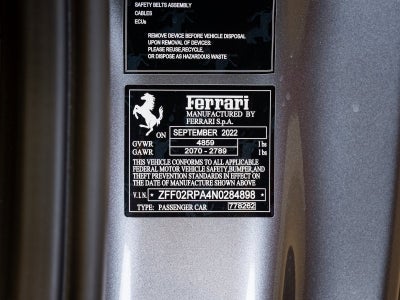 SAFETY BELTS ASSEMBLY
CABLES
ECUs
REMOVE DEVICE BEFORE VEHICLE DISPOSAL
UPON REMOVAL OF DEVICES:
PLEASE REUSE,RECYCLE,
OR DISPOSE AS HAZARDOUS WASTE
Ferrari
MANUFACTURED BY
FERRARI S.p.A.
ON SEPTEMBER 2022
GVWR 4859 lbs
GAWR 2070 - 2789 lbs
THIS VEHICLE CONFORMS TO ALL APPLICABLE
FEDERAL MOTOR VEHICLE SAFETY,BUMPER,AND
THEFT PREVENTION STANDARDS IN EFFECT ON
THE DATE OF MANUFACTURE SHOWN ABOVE
V.I.N. * ZFF02RPA4N0284898 *
TYPE: PASSENGER CAR 778262